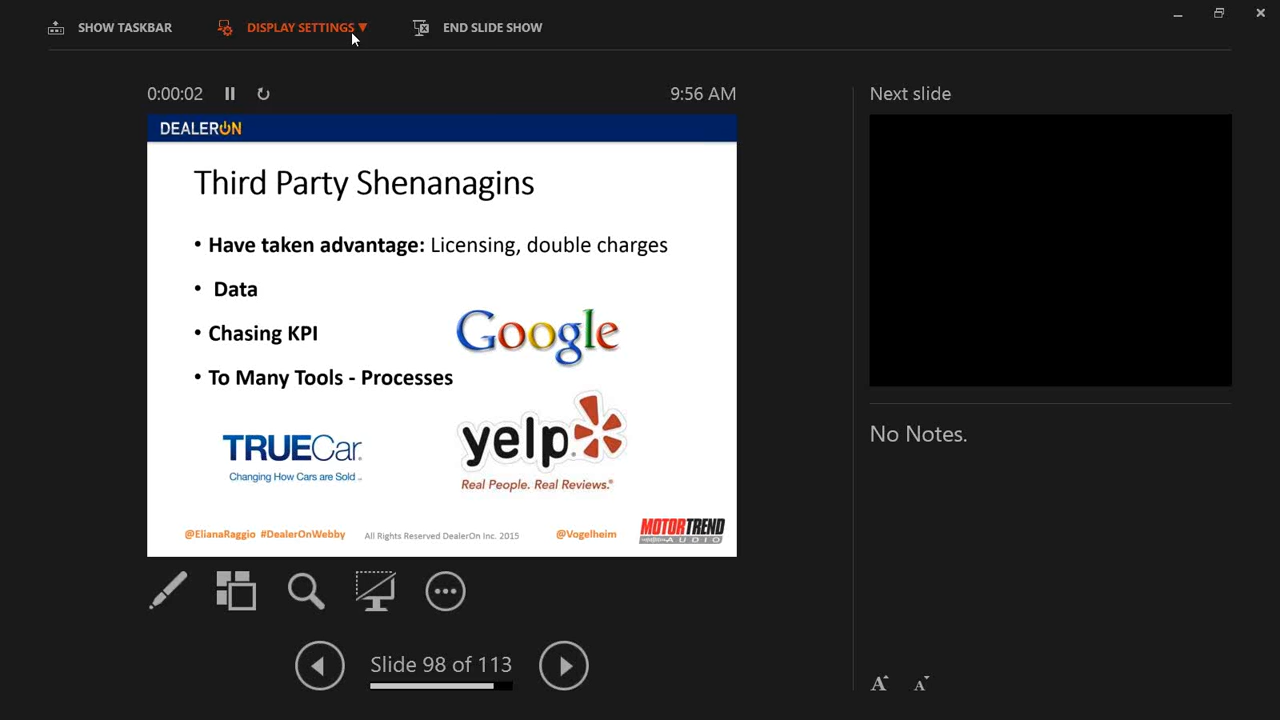 SHOW TASKBAR
DISPLAY SETTINGS ▼
END SLIDE SHOW
0:00:02
9:56 AM
Next slide
DEALERON
Third Party Shenanagins
• Have taken advantage: Licensing, double charges
• Data
• Chasing KPI
Google
• To Many Tools - Processes
yelp
TRUECar.
Changing How Cars are Sold
Real People. Real Reviews.®
No Notes.
@ElianaRaggio #DealerOnWebby
All Rights Reserved DealerOn Inc. 2015
@Vogelheim
MOTORTREND
AUDIO
Slide 98 of 113
A A